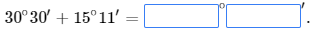 30°30′ + 15°11′ = ° ′.